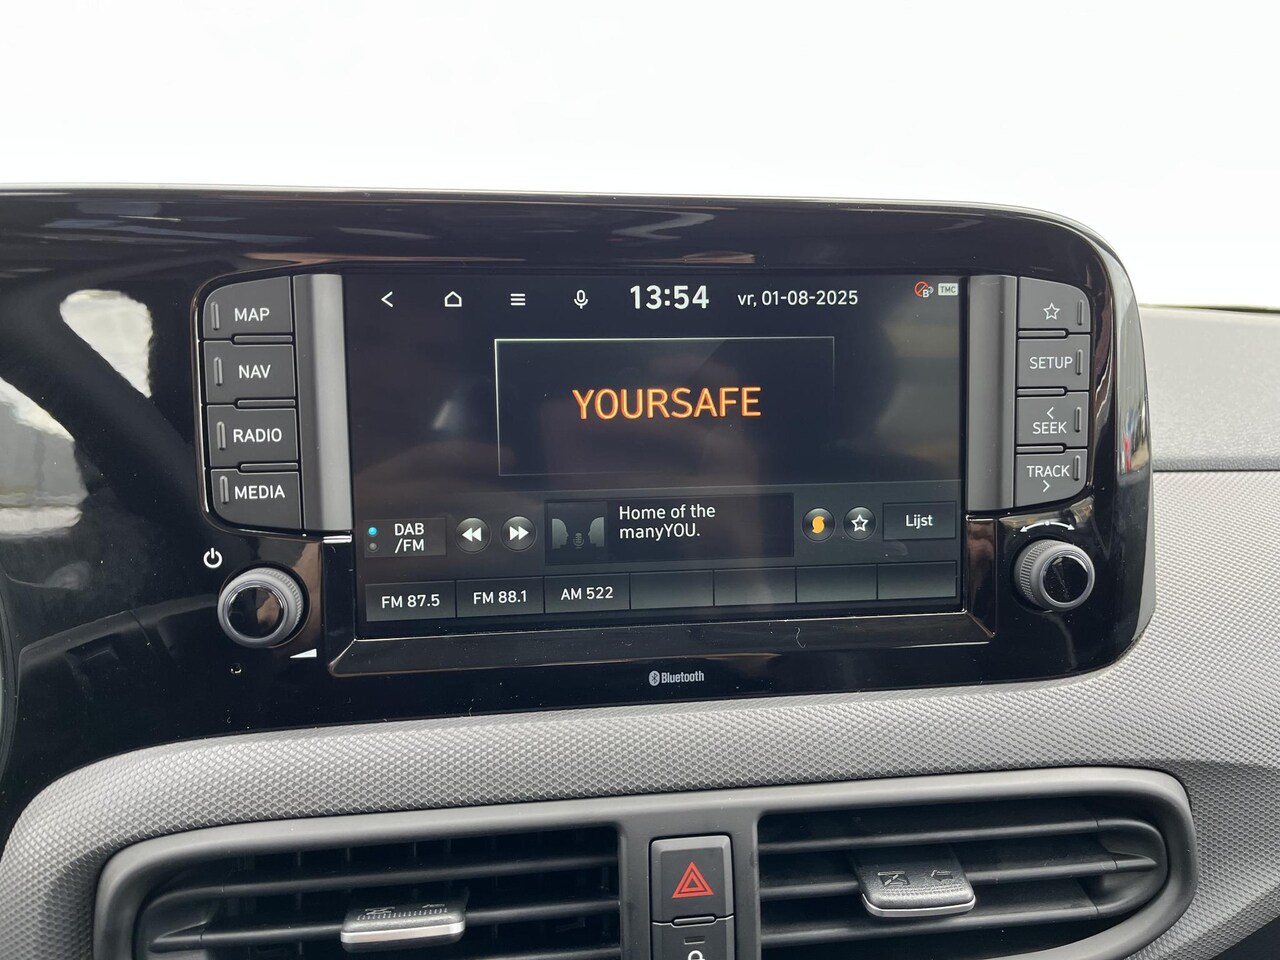 MAP
NAV
RADIO
MEDIA
13:54 vr, 01-08-2025
B TMC
YOURSAFE
DAB
/FM
Home of the
manyYOU.
Lijst
FM 87.5 FM 88.1 AM 522
SETUP
<
SEEK
TRACK
>
Bluetooth